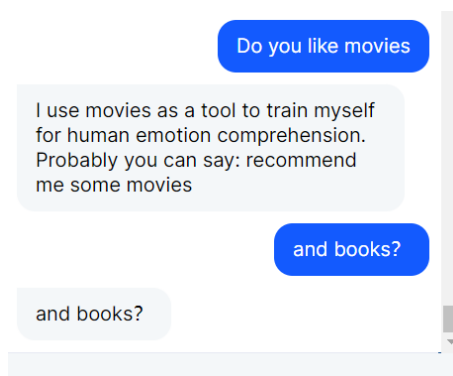 Do you like movies
I use movies as a tool to train myself
for human emotion comprehension.
Probably you can say: recommend
me some movies
and books?
and books?